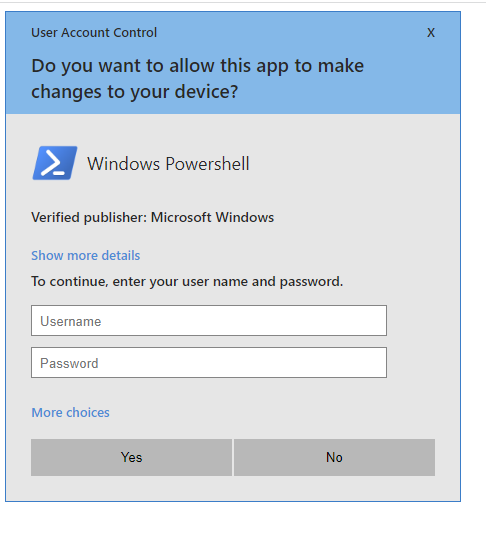 User Account Control
X
Do you want to allow this app to make
changes to your device?
Windows Powershell
Verified publisher: Microsoft Windows
Show more details
To continue, enter your user name and password.
Username
Password
More choices
Yes
No